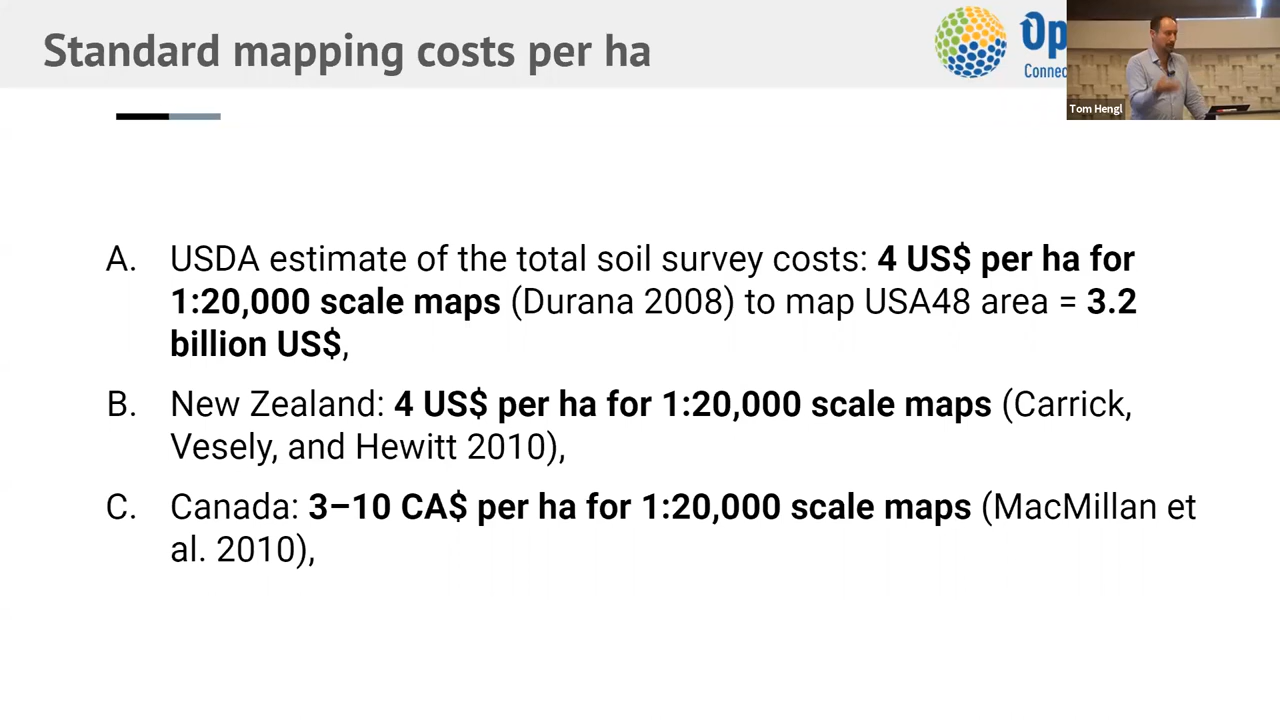 Standard mapping costs per ha
Op
Connec
Tom Hengl
A. USDA estimate of the total soil survey costs: 4 US$ per ha for
1:20,000 scale maps (Durana 2008) to map USA48 area = 3.2
billion US$,
B. New Zealand: 4 US$ per ha for 1:20,000 scale maps (Carrick,
Vesely, and Hewitt 2010),
C. Canada: 3–10 CA$ per ha for 1:20,000 scale maps (MacMillan et
al. 2010),